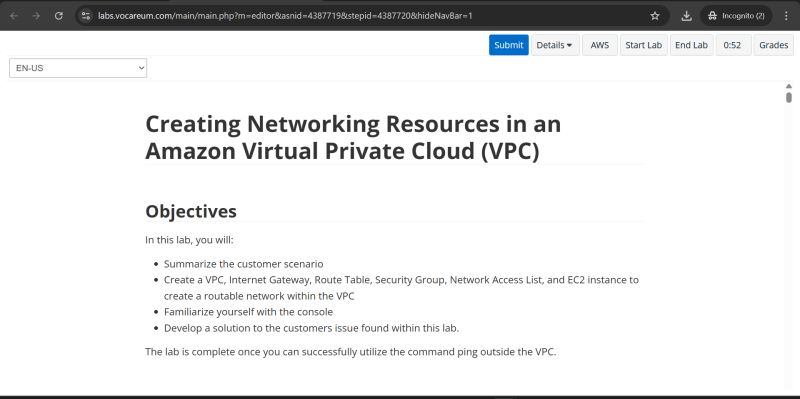 labs.vocareum.com/main/main.php?m=editor&asnid=4387719&stepid=4387720&hideNavBar=1
Incognito (2)
Submit Details AWS Start Lab End Lab 0:52 Grades
EN-US
Creating Networking Resources in an
Amazon Virtual Private Cloud (VPC)
Objectives
In this lab, you will:
Summarize the customer scenario
Create a VPC, Internet Gateway, Route Table, Security Group, Network Access List, and EC2 instance to
create a routable network within the VPC
Familiarize yourself with the console
Develop a solution to the customers issue found within this lab.
The lab is complete once you can successfully utilize the command ping outside the VPC.